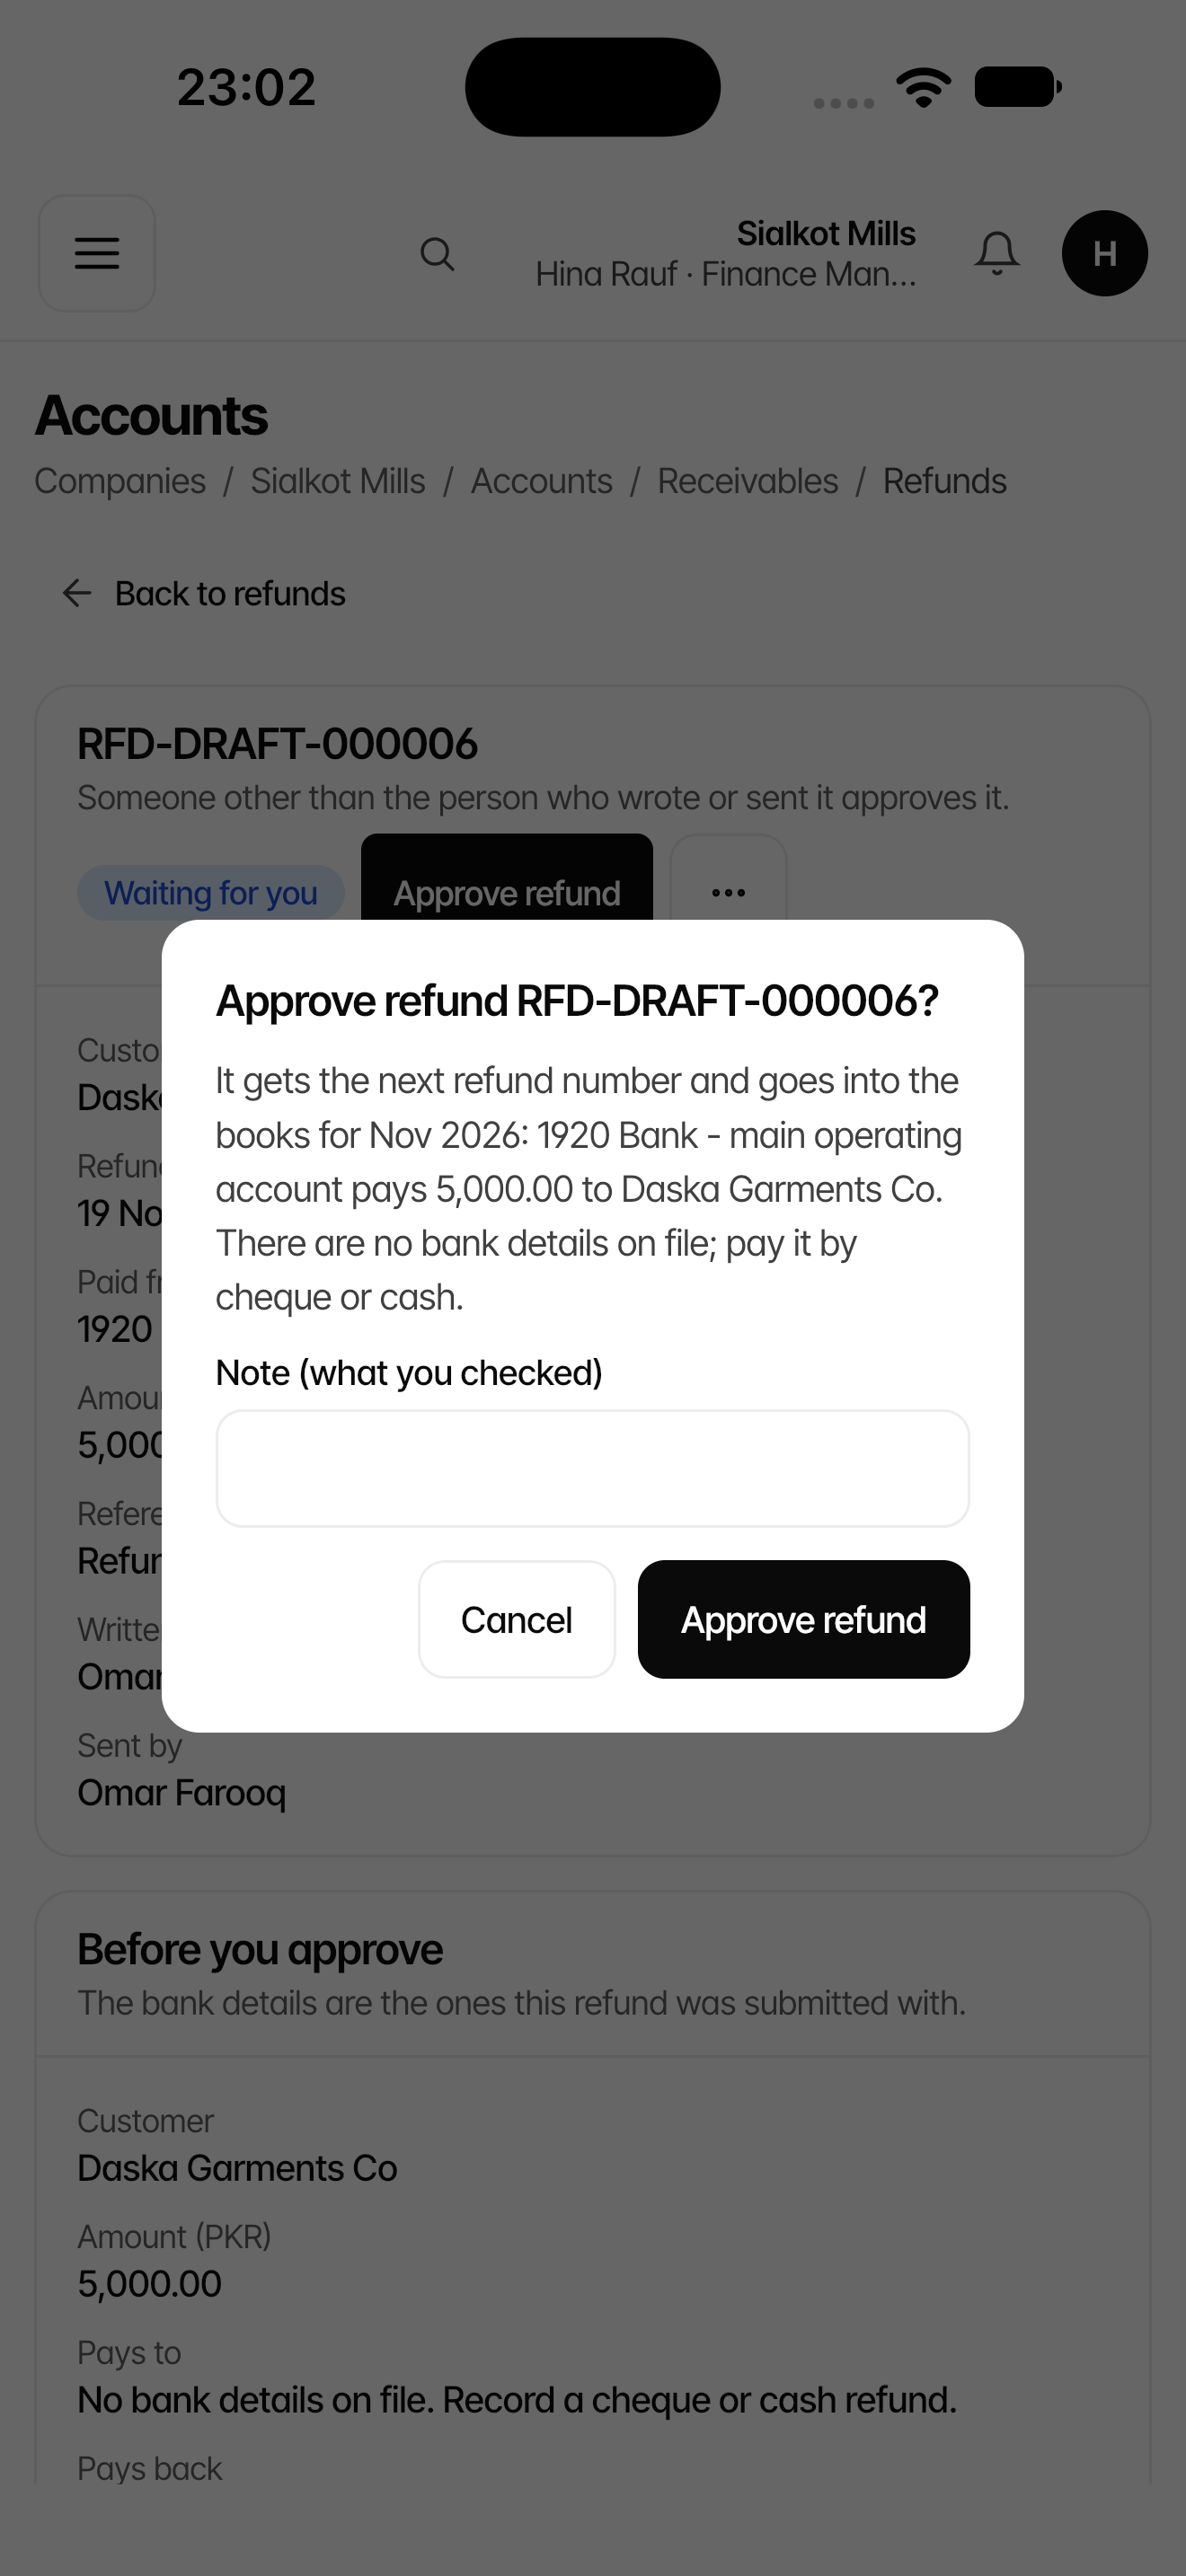 23:02
Sialkot Mills
Hina Rauf · Finance Man...
H
Accounts
Companies / Sialkot Mills / Accounts / Receivables / Refunds
Back to refunds
RFD-DRAFT-000006
Someone other than the person who wrote or sent it approves it.
Waiting for you
Approve refund
Approve refund RFD-DRAFT-000006?
It gets the next refund number and goes into the
books for Nov 2026: 1920 Bank - main operating
account pays 5,000.00 to Daska Garments Co.
There are no bank details on file; pay it by
cheque or cash.
Note (what you checked)
Cancel
Approve refund
19
1920
Sent by
Omar Farooq
Before you approve
The bank details are the ones this refund was submitted with.
Customer
Daska Garments Co
Amount (PKR)
5,000.00
Pays to
No bank details on file. Record a cheque or cash refund.
Pays back